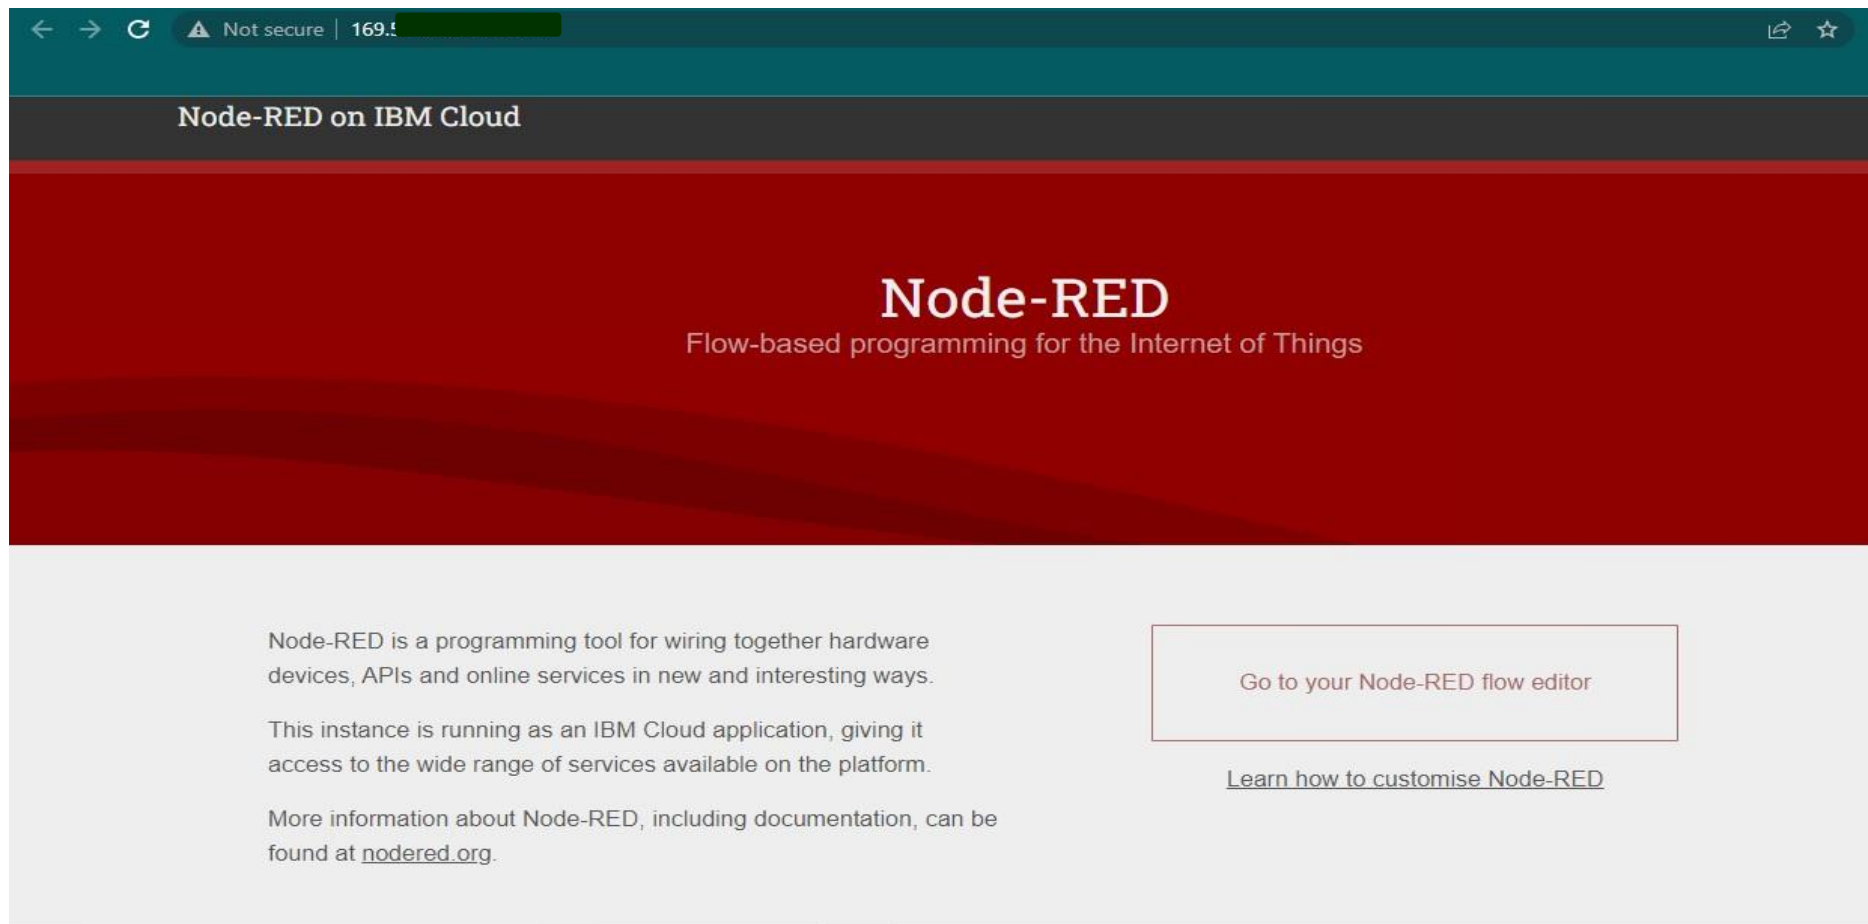 Not secure | 169.5
Node-RED on IBM Cloud
Node-RED
Flow-based programming for the Internet of Things
Node-RED is a programming tool for wiring together hardware
devices, APIs and online services in new and interesting ways.
This instance is running as an IBM Cloud application, giving it
access to the wide range of services available on the platform.
More information about Node-RED, including documentation, can be
found at nodered.org.
Go to your Node-RED flow editor
Learn how to customise Node-RED